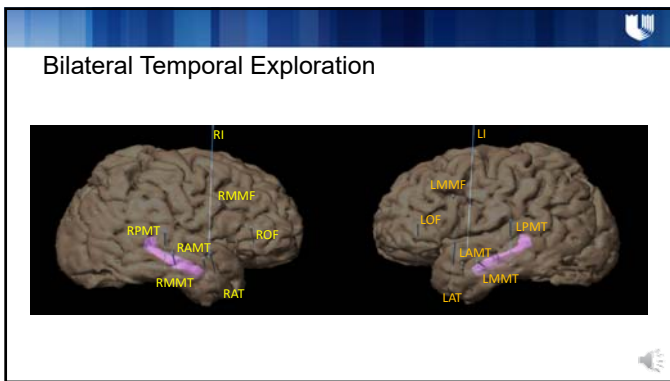 Bilateral Temporal Exploration
RI
RMMF
RPMT
ROF
RAMT
RMMT
RAT
LI
LMMF
LOF
LPMT
LAMT
LMMT
LAT